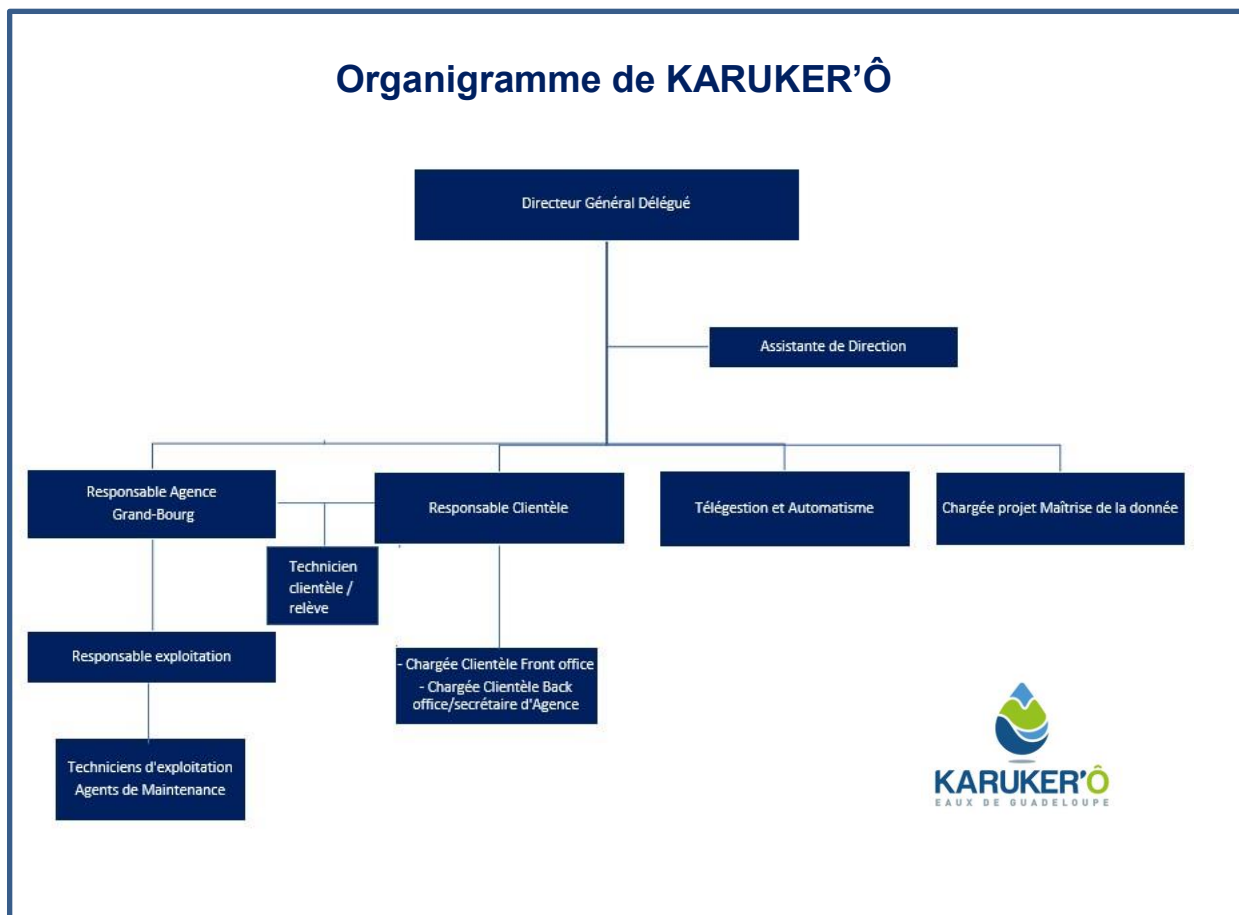 Organigramme de KARUKER'Ô
Directeur Général Délégué
Assistante de Direction
Responsable Agence
Grand-Bourg
Responsable Clientèle
Télégestion et Automatisme
Chargée projet Maîtrise de la donnée
Technicien
clientèle /
relève
Responsable exploitation
- Chargée Clientèle Front office
- Chargée Clientèle Back
office/secrétaire d'Agence
Techniciens d'exploitation
Agents de Maintenance
KARUKER'Ô
EAUX DE GUADELOUPE